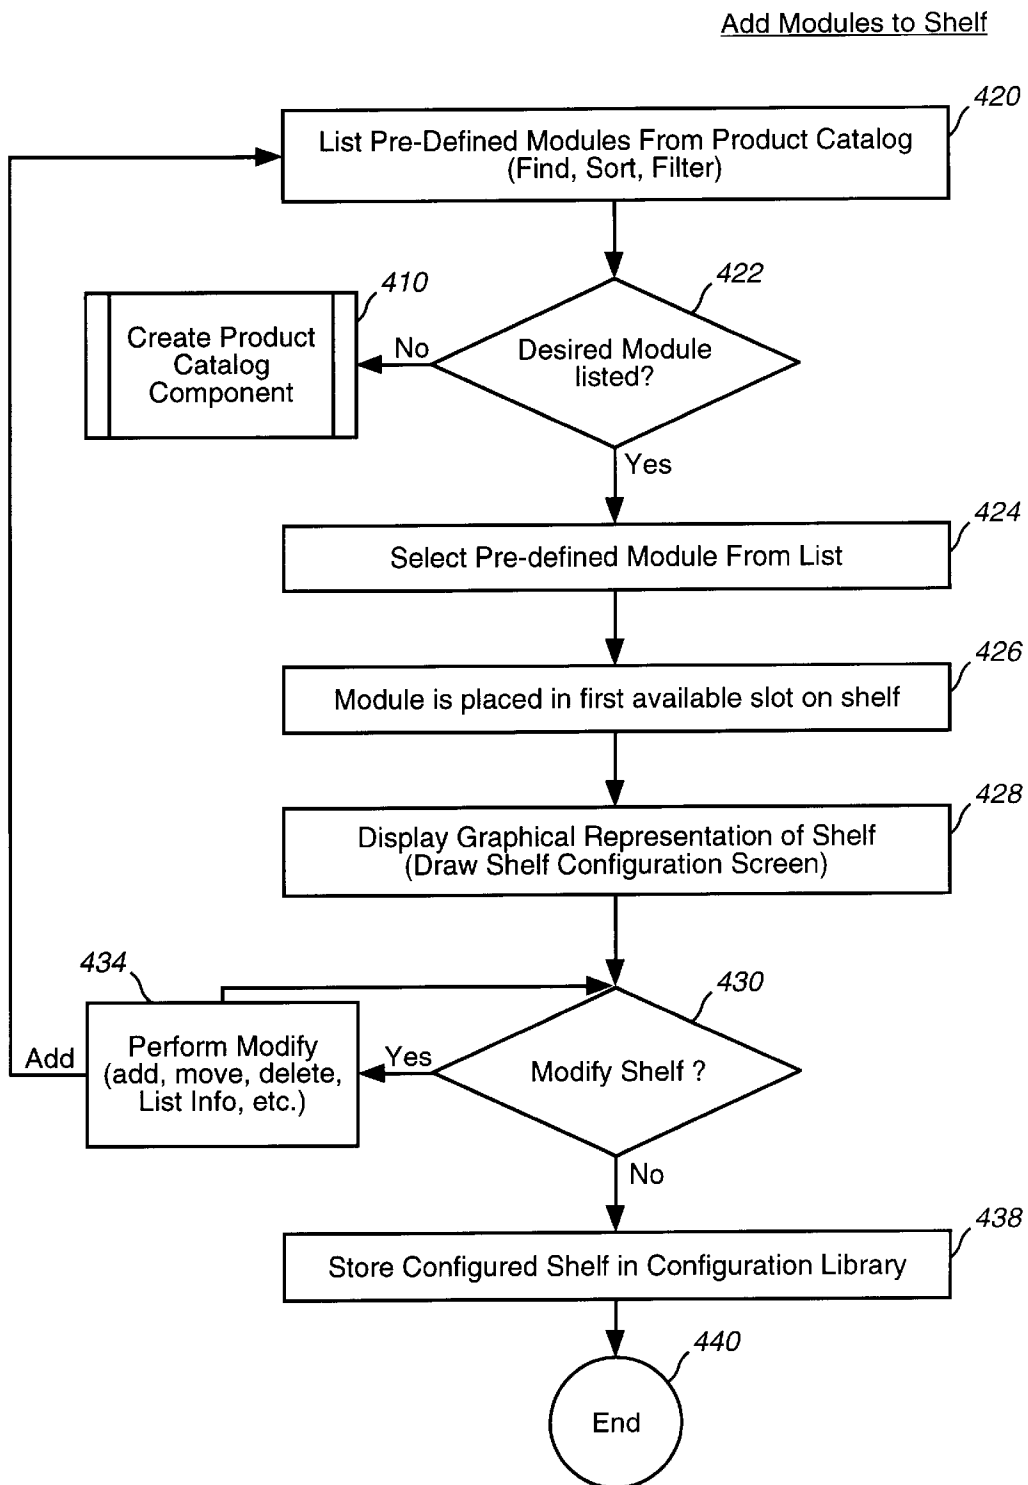 Add Modules to Shelf
420
List Pre-Defined Modules From Product Catalog
(Find, Sort, Filter)
422
410
Create Product
Catalog
Component
No
Desired Module
listed?
Yes
424
Select Pre-defined Module From List
426
Module is placed in first available slot on shelf
428
Display Graphical Representation of Shelf
(Draw Shelf Configuration Screen)
434
430
Add
Perform Modify
(add, move, delete,
List Info, etc.)
Yes
Modify Shelf ?
No
438
Store Configured Shelf in Configuration Library
440
End